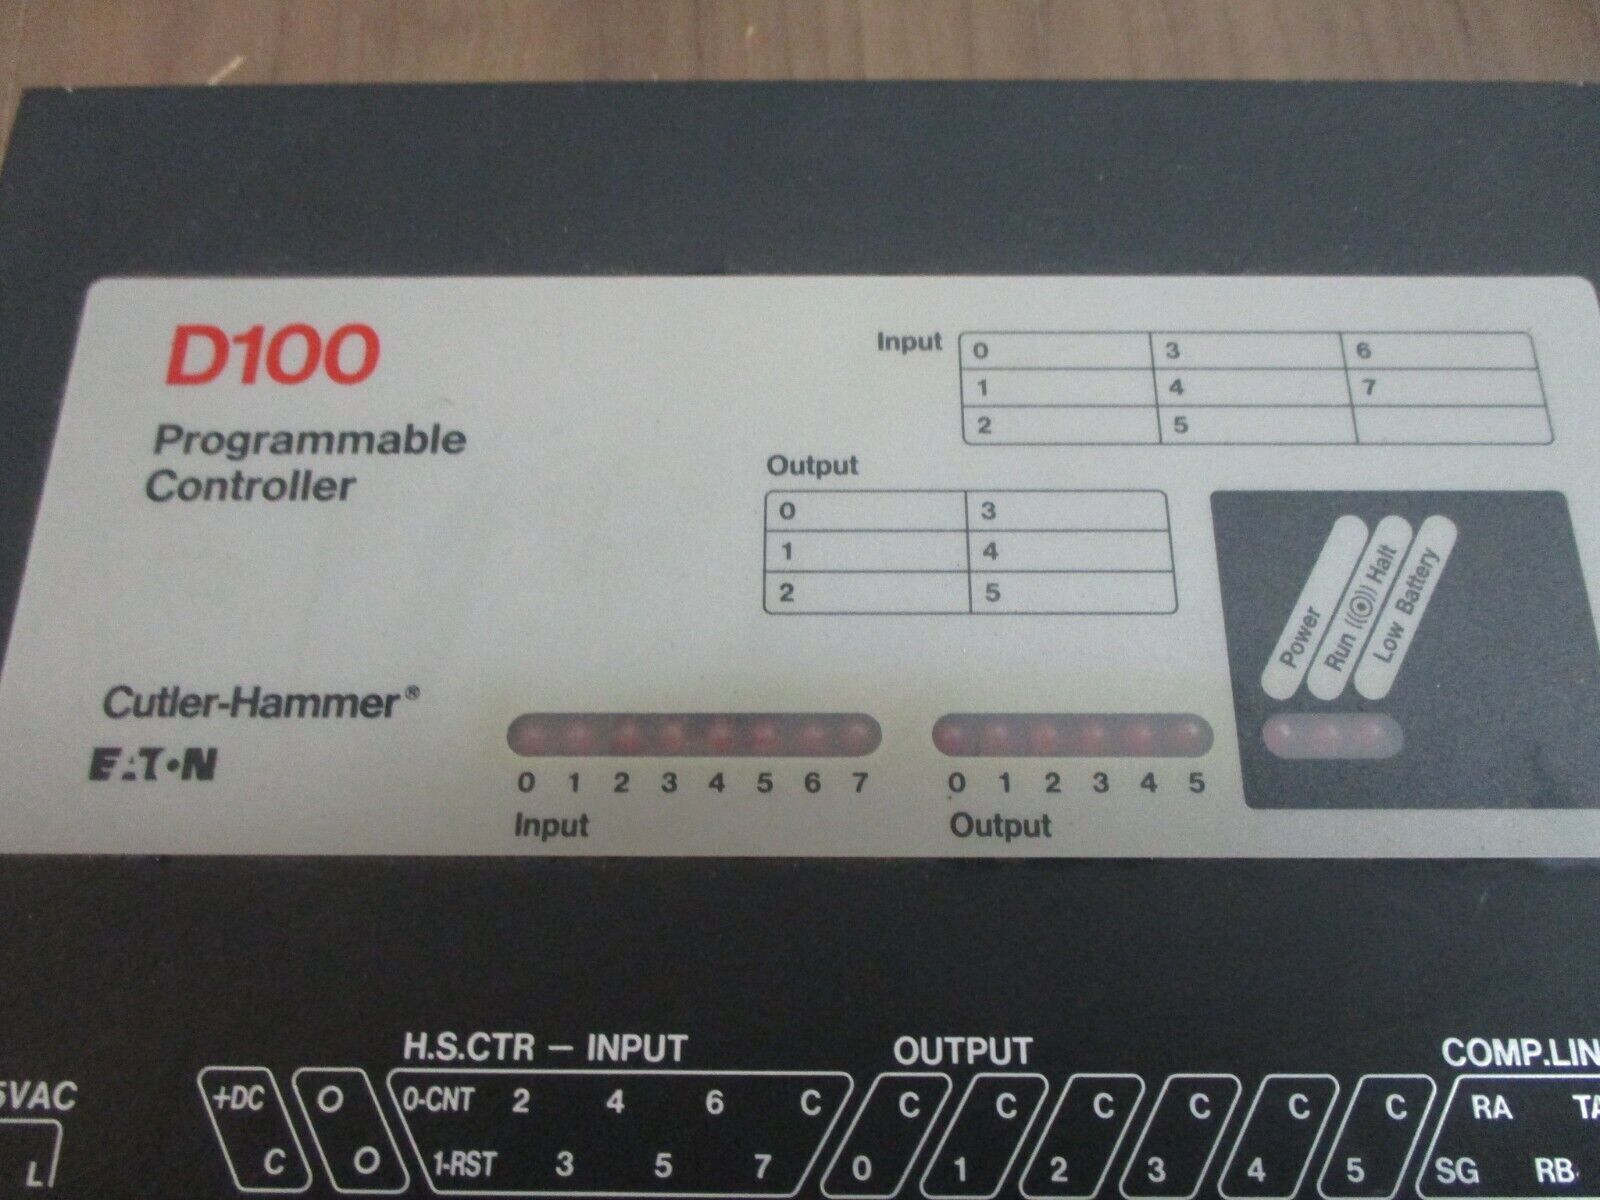 D100
Programmable
Controller
Input
0 3 6
1 4 7
2 5
Output
0 3
1 4
2 5
Power
Run ((⦿)) Halt
Low Battery
Cutler-Hammer®
EAT•N
0 1 2 3 4 5 6 7
Input
0 1 2 3 4 5
Output
H.S.CTR – INPUT
OUTPUT
COMP.LIN
5VAC
+DC O 0-CNT 2 4 6 C C C C C C C RA TA
L C O 1-RST 3 5 7 0 1 2 3 4 5 SG RB